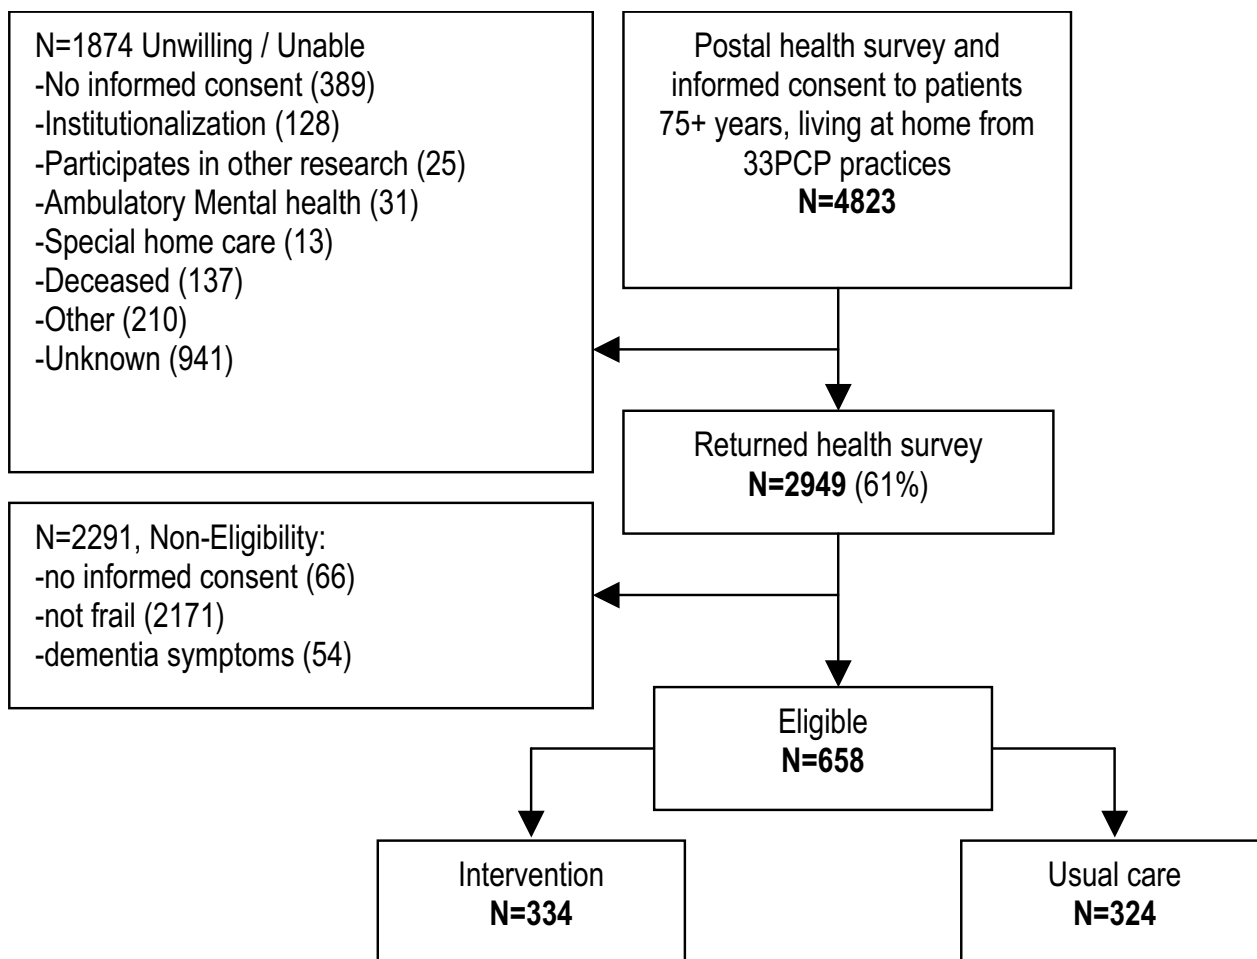 N=1874 Unwilling / Unable
-No informed consent (389)
-Institutionalization (128)
-Participates in other research (25)
-Ambulatory Mental health (31)
-Special home care (13)
-Deceased (137)
-Other (210)
-Unknown (941)
Postal health survey and
informed consent to patients
75+ years, living at home from
33PCP practices
N=4823
Returned health survey
N=2949 (61%)
N=2291, Non-Eligibility:
-no informed consent (66)
-not frail (2171)
-dementia symptoms (54)
Eligible
N=658
Intervention
N=334
Usual care
N=324